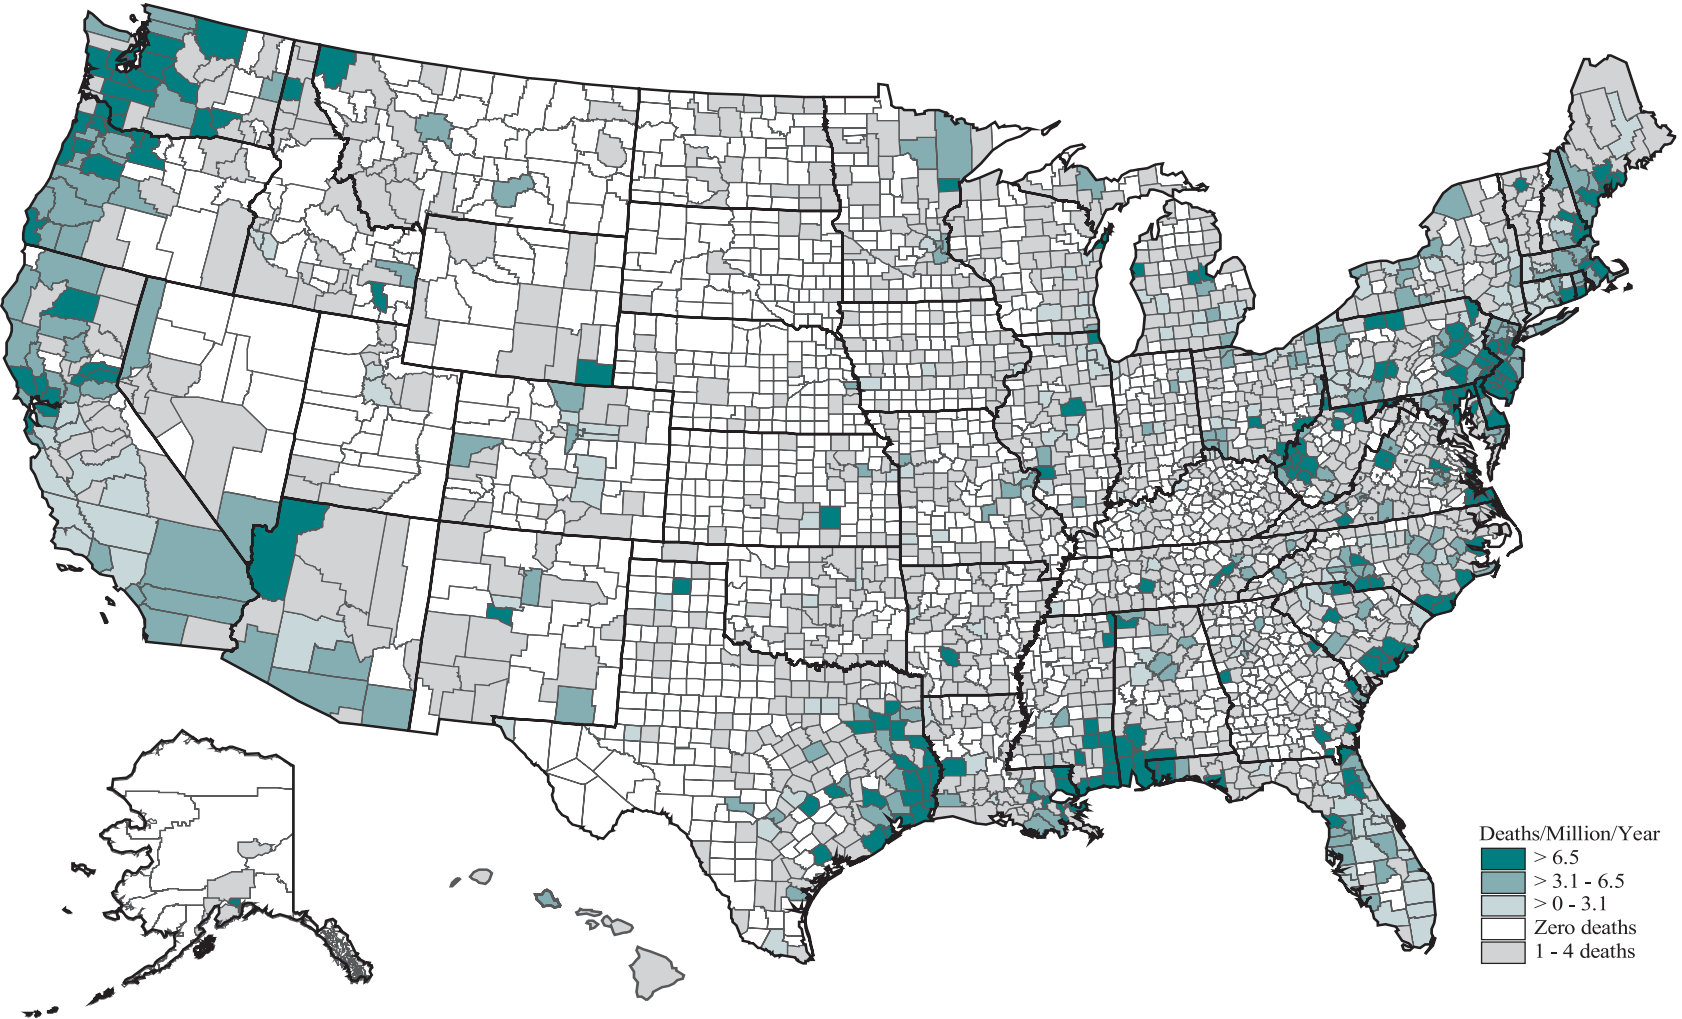 Deaths/Million/Year
> 6.5
> 3.1 - 6.5
> 0 - 3.1
Zero deaths
1 - 4 deaths